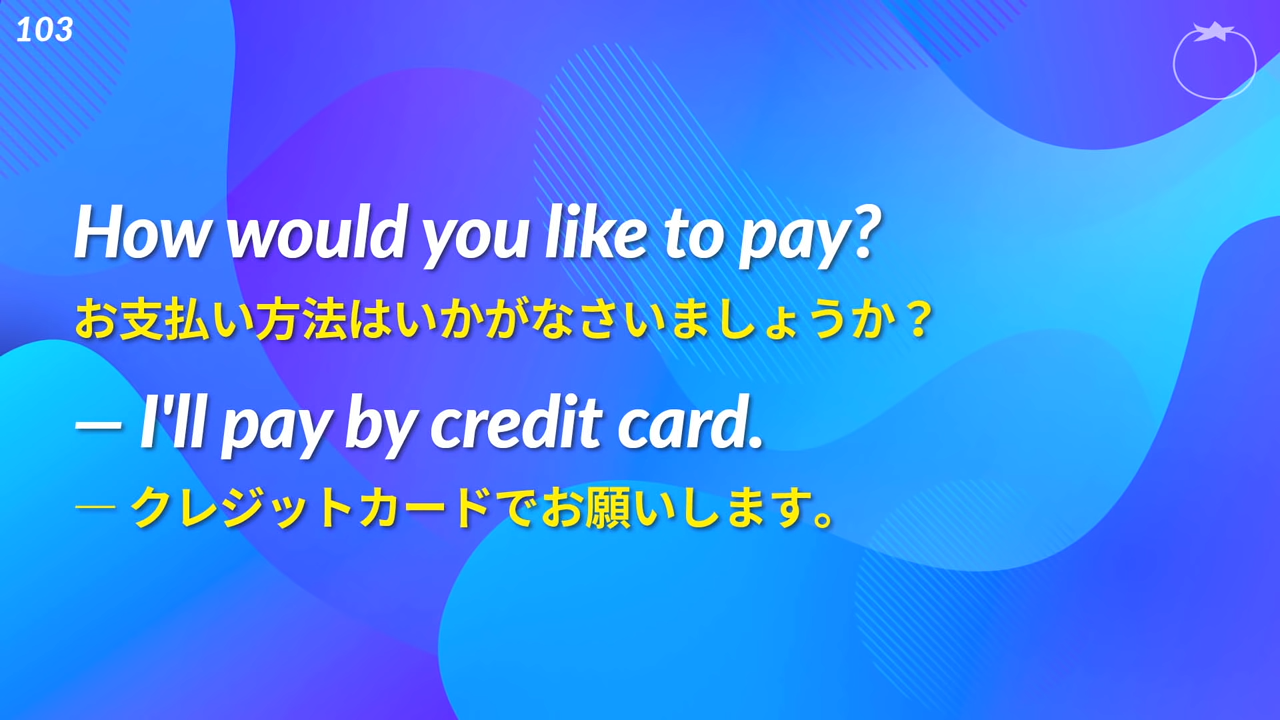 103
How would you like to pay?
お支払い方法はいかがなさいましょうか？
— I'll pay by credit card.
— クレジットカードでお願いします。